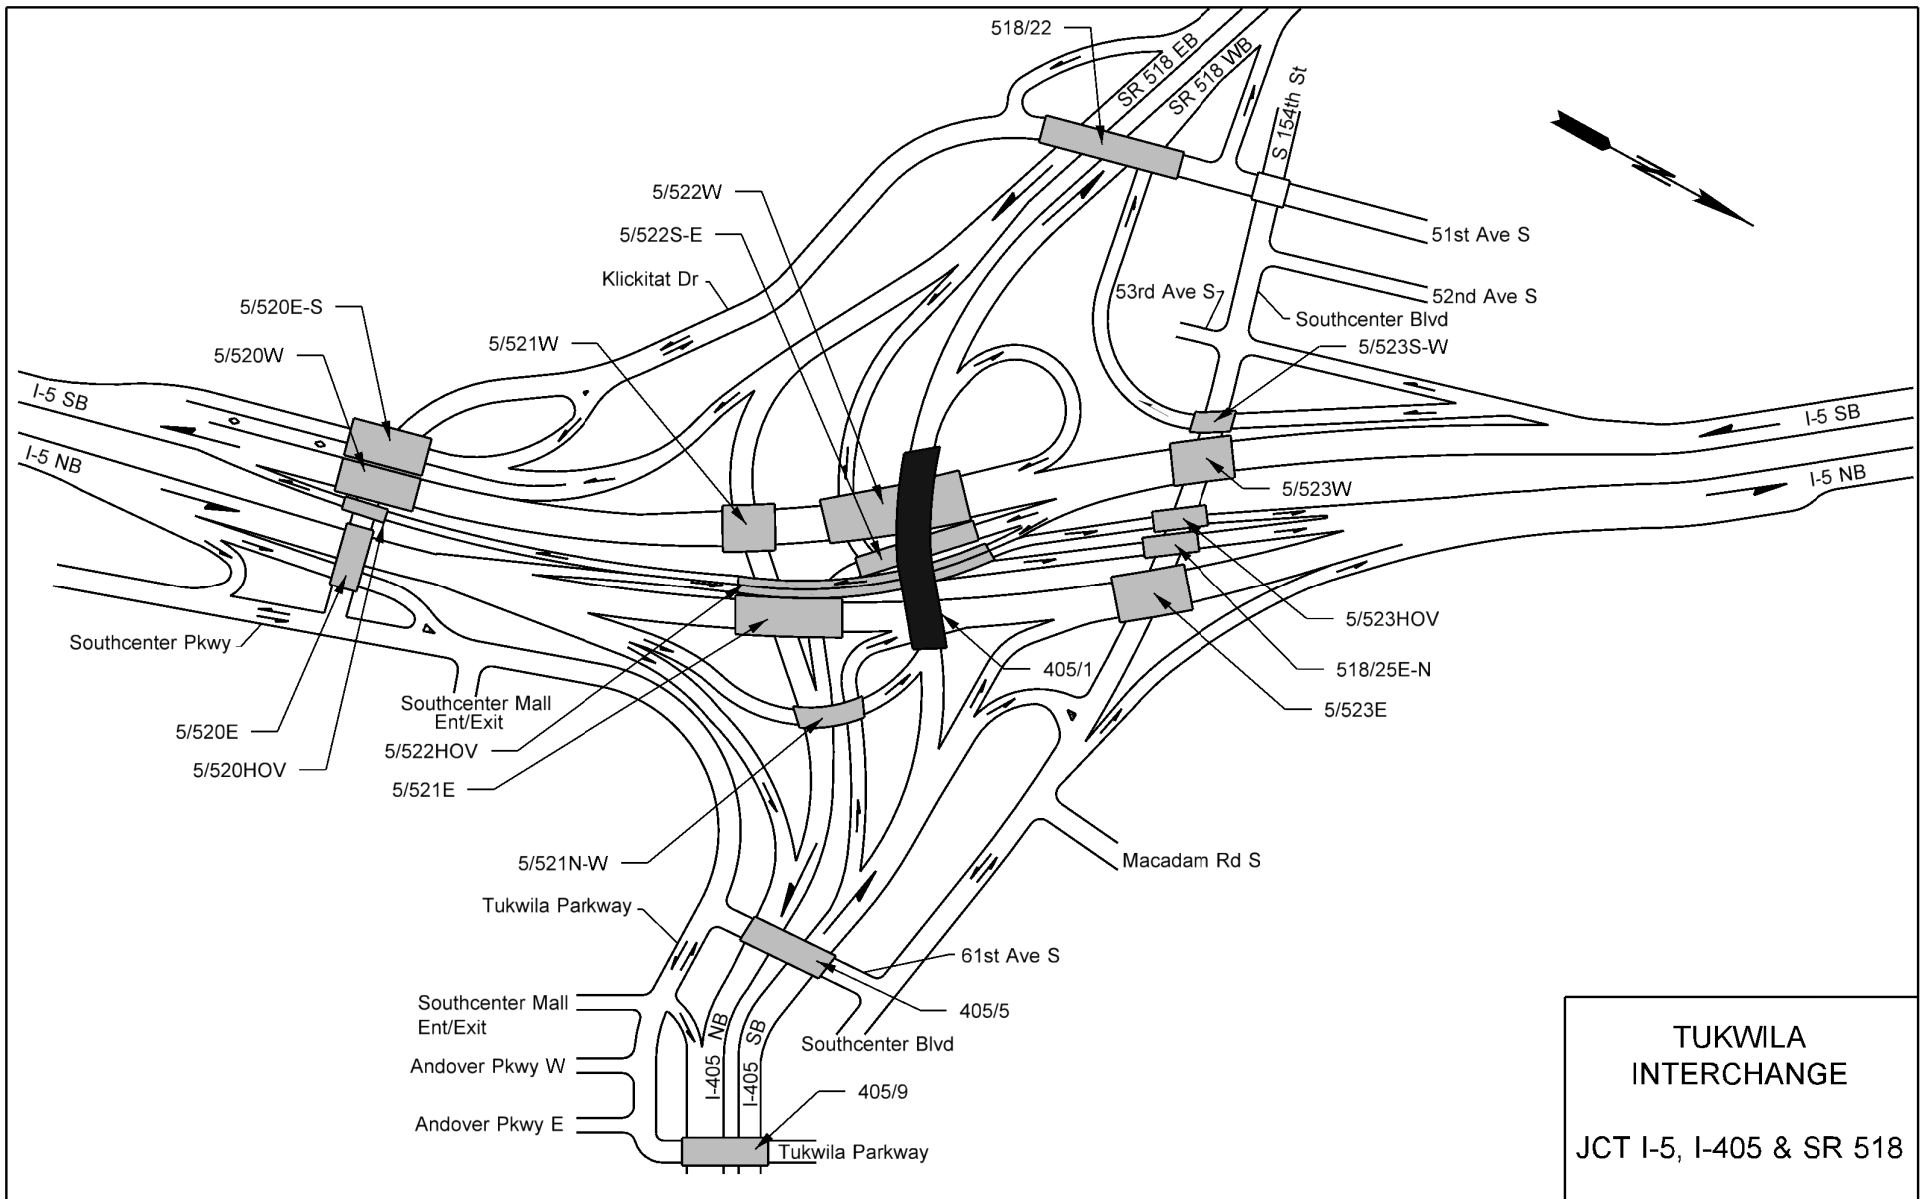 518/22
SR 518 EB
SR 518 WB
S 154th St
N
5/522W
5/522S-E
Klickitat Dr
51st Ave S
52nd Ave S
53rd Ave S
Southcenter Blvd
5/520E-S
5/520W
5/521W
5/523S-W
I-5 SB
I-5 NB
I-5 SB
I-5 NB
5/523W
5/523HOV
518/25E-N
5/523E
405/1
Southcenter Pkwy
Southcenter Mall
Ent/Exit
5/520E
5/520HOV
5/522HOV
5/521E
5/521N-W
Macadam Rd S
Tukwila Parkway
61st Ave S
405/5
Southcenter Mall
Ent/Exit
Southcenter Blvd
Andover Pkwy W
Andover Pkwy E
I-405 NB
I-405 SB
405/9
Tukwila Parkway
TUKWILA
INTERCHANGE
JCT I-5, I-405 & SR 518